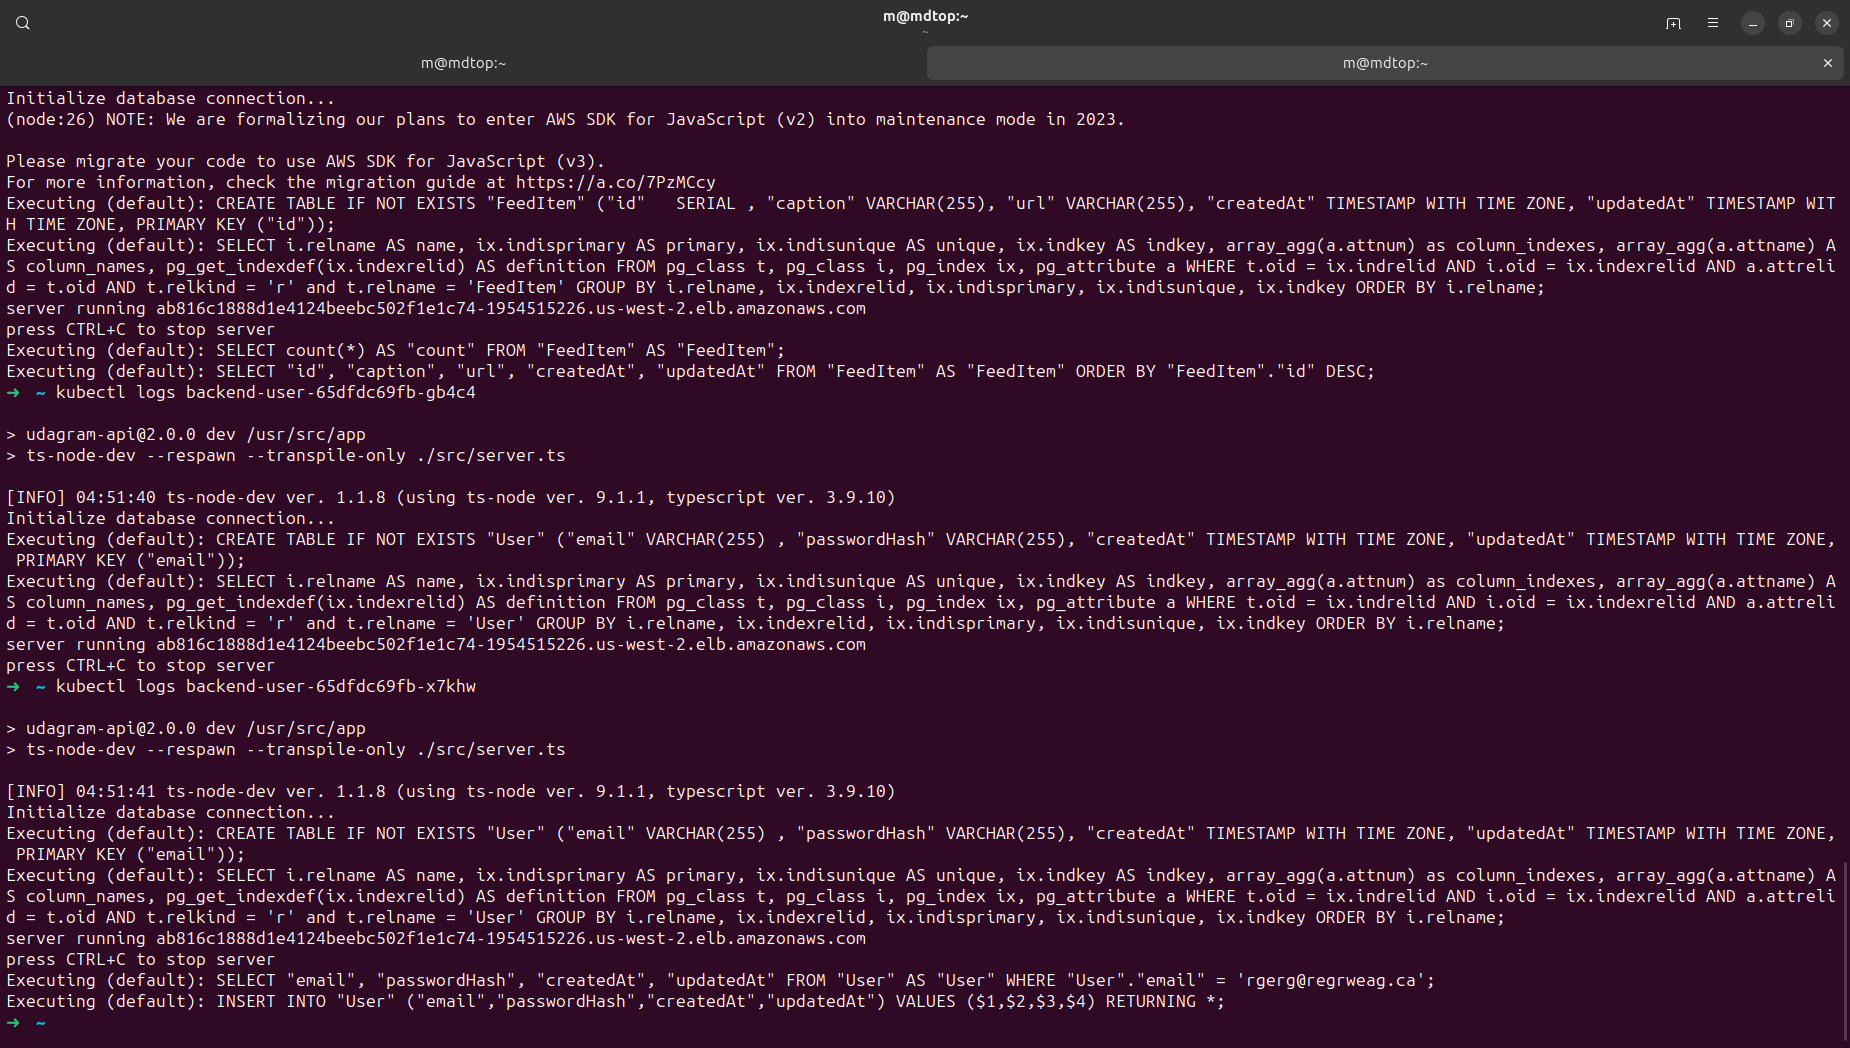 m@mdtop:~
~
m@mdtop:~
m@mdtop:~
Initialize database connection...
(node:26) NOTE: We are formalizing our plans to enter AWS SDK for JavaScript (v2) into maintenance mode in 2023.
Please migrate your code to use AWS SDK for JavaScript (v3).
For more information, check the migration guide at https://a.co/7PzMCcy
Executing (default): CREATE TABLE IF NOT EXISTS "FeedItem" ("id"   SERIAL , "caption" VARCHAR(255), "url" VARCHAR(255), "createdAt" TIMESTAMP WITH TIME ZONE, "updatedAt" TIMESTAMP WIT
H TIME ZONE, PRIMARY KEY ("id"));
Executing (default): SELECT i.relname AS name, ix.indisprimary AS primary, ix.indisunique AS unique, ix.indkey AS indkey, array_agg(a.attnum) as column_indexes, array_agg(a.attname) A
S column_names, pg_get_indexdef(ix.indexrelid) AS definition FROM pg_class t, pg_class i, pg_index ix, pg_attribute a WHERE t.oid = ix.indrelid AND i.oid = ix.indexrelid AND a.attreli
d = t.oid AND t.relkind = 'r' and t.relname = 'FeedItem' GROUP BY i.relname, ix.indexrelid, ix.indisprimary, ix.indisunique, ix.indkey ORDER BY i.relname;
server running ab816c1888d1e4124beebc502f1e1c74-1954515226.us-west-2.elb.amazonaws.com
press CTRL+C to stop server
Executing (default): SELECT count(*) AS "count" FROM "FeedItem" AS "FeedItem";
Executing (default): SELECT "id", "caption", "url", "createdAt", "updatedAt" FROM "FeedItem" AS "FeedItem" ORDER BY "FeedItem"."id" DESC;
➜  ~ kubectl logs backend-user-65dfdc69fb-gb4c4
> udagram-api@2.0.0 dev /usr/src/app
> ts-node-dev --respawn --transpile-only ./src/server.ts
[INFO] 04:51:40 ts-node-dev ver. 1.1.8 (using ts-node ver. 9.1.1, typescript ver. 3.9.10)
Initialize database connection...
Executing (default): CREATE TABLE IF NOT EXISTS "User" ("email" VARCHAR(255) , "passwordHash" VARCHAR(255), "createdAt" TIMESTAMP WITH TIME ZONE, "updatedAt" TIMESTAMP WITH TIME ZONE,
PRIMARY KEY ("email"));
Executing (default): SELECT i.relname AS name, ix.indisprimary AS primary, ix.indisunique AS unique, ix.indkey AS indkey, array_agg(a.attnum) as column_indexes, array_agg(a.attname) A
S column_names, pg_get_indexdef(ix.indexrelid) AS definition FROM pg_class t, pg_class i, pg_index ix, pg_attribute a WHERE t.oid = ix.indrelid AND i.oid = ix.indexrelid AND a.attreli
d = t.oid AND t.relkind = 'r' and t.relname = 'User' GROUP BY i.relname, ix.indexrelid, ix.indisprimary, ix.indisunique, ix.indkey ORDER BY i.relname;
server running ab816c1888d1e4124beebc502f1e1c74-1954515226.us-west-2.elb.amazonaws.com
press CTRL+C to stop server
➜  ~ kubectl logs backend-user-65dfdc69fb-x7khw
> udagram-api@2.0.0 dev /usr/src/app
> ts-node-dev --respawn --transpile-only ./src/server.ts
[INFO] 04:51:41 ts-node-dev ver. 1.1.8 (using ts-node ver. 9.1.1, typescript ver. 3.9.10)
Initialize database connection...
Executing (default): CREATE TABLE IF NOT EXISTS "User" ("email" VARCHAR(255) , "passwordHash" VARCHAR(255), "createdAt" TIMESTAMP WITH TIME ZONE, "updatedAt" TIMESTAMP WITH TIME ZONE,
PRIMARY KEY ("email"));
Executing (default): SELECT i.relname AS name, ix.indisprimary AS primary, ix.indisunique AS unique, ix.indkey AS indkey, array_agg(a.attnum) as column_indexes, array_agg(a.attname) A
S column_names, pg_get_indexdef(ix.indexrelid) AS definition FROM pg_class t, pg_class i, pg_index ix, pg_attribute a WHERE t.oid = ix.indrelid AND i.oid = ix.indexrelid AND a.attreli
d = t.oid AND t.relkind = 'r' and t.relname = 'User' GROUP BY i.relname, ix.indexrelid, ix.indisprimary, ix.indisunique, ix.indkey ORDER BY i.relname;
server running ab816c1888d1e4124beebc502f1e1c74-1954515226.us-west-2.elb.amazonaws.com
press CTRL+C to stop server
Executing (default): SELECT "email", "passwordHash", "createdAt", "updatedAt" FROM "User" AS "User" WHERE "User"."email" = 'rgerg@regrweag.ca';
Executing (default): INSERT INTO "User" ("email","passwordHash","createdAt","updatedAt") VALUES ($1,$2,$3,$4) RETURNING *;
➜  ~